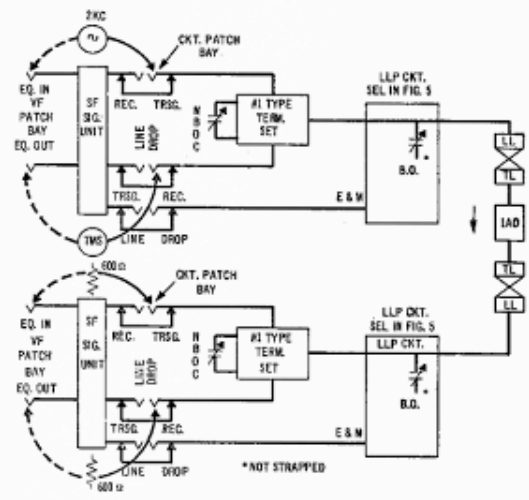 2KC
CKT. PATCH
BAY
EQ. IN
VF
PATCH
BAY
EQ. OUT
SF
SIG.
UNIT
REC.
TRSG.
LINE
DROP
N
B
O
C
#1 TYPE
TERM.
SET
LLP CKT.
SEL IN FIG. 5
*
B.O.
LL
TL
IAO
TL
LL
TRSG.
REC.
E & M
LINE
DROP
TMS
600 Ω
CKT. PATCH
BAY
EQ. IN
VF
PATCH
BAY
EQ. OUT
SF
SIG.
UNIT
REC.
TRSG.
LINE
DROP
N
B
O
C
#1 TYPE
TERM.
SET
LLP CKT.
SEL IN FIG. 5
LLP CKT.
*
B.O.
TRSG.
REC.
E & M
LINE
DROP
600 Ω
*NOT STRAPPED